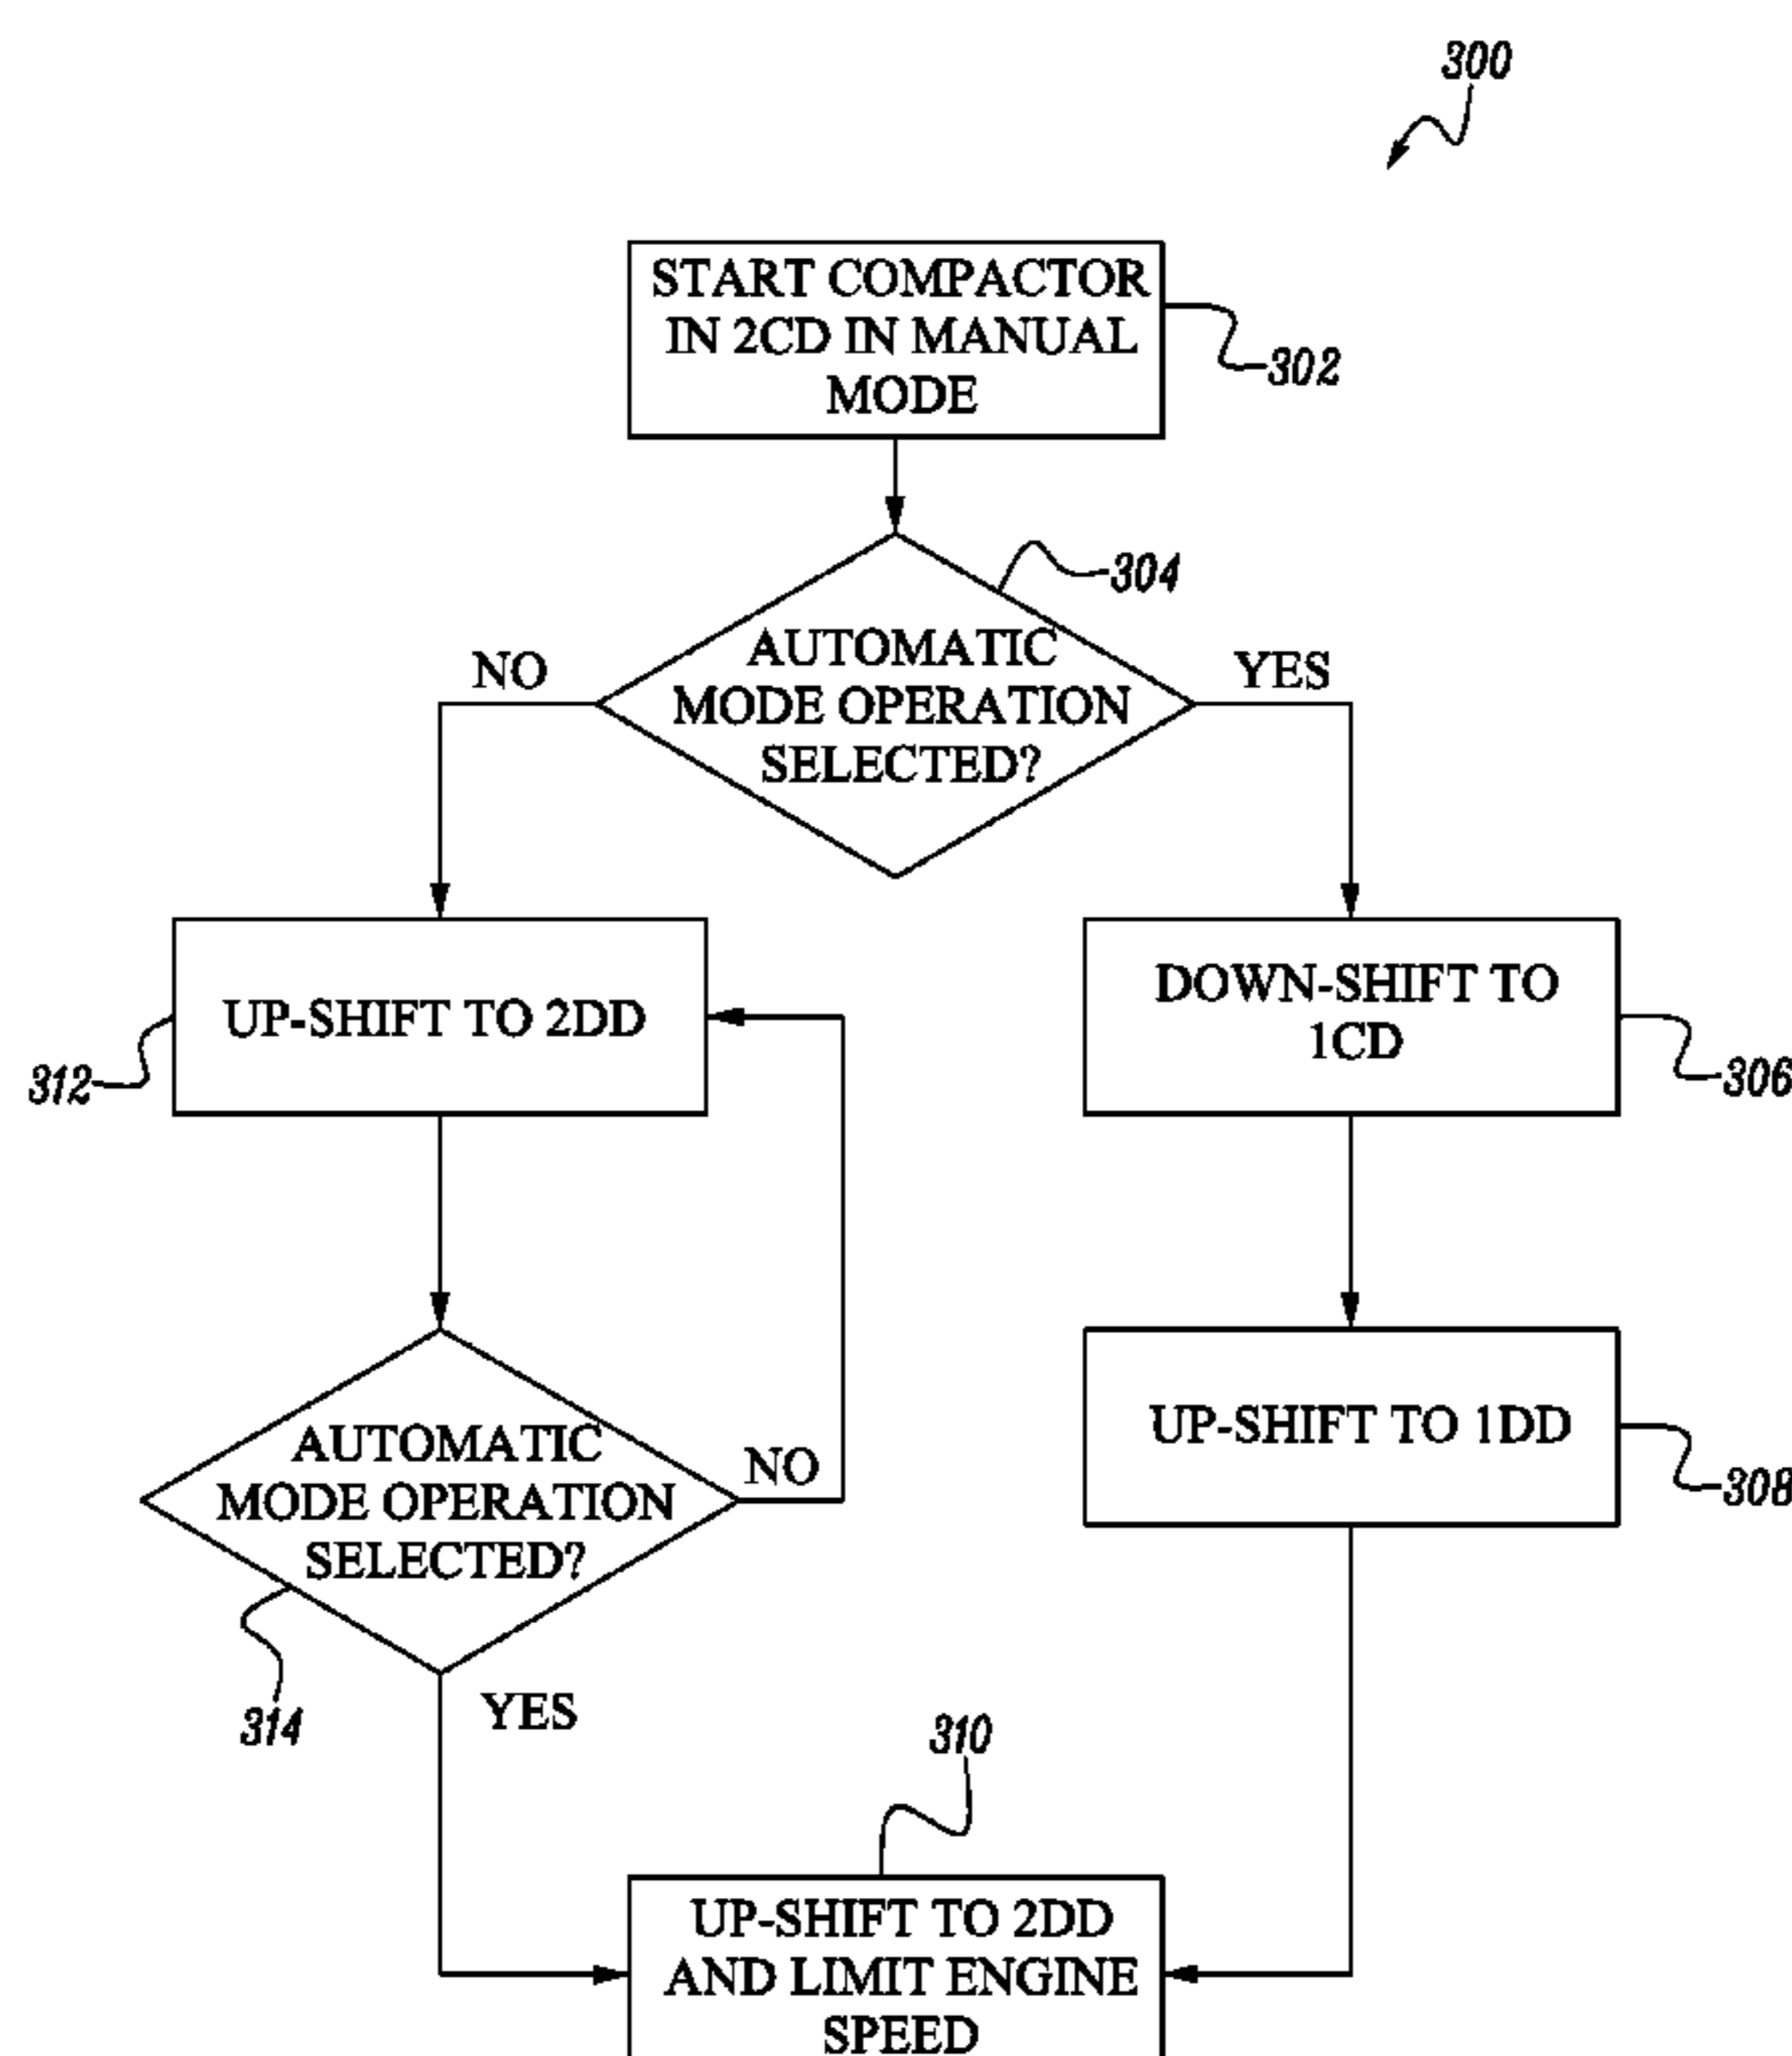 300
START COMPACTOR
IN 2CD IN MANUAL
MODE
302
304
AUTOMATIC
MODE OPERATION
SELECTED?
NO
YES
UP-SHIFT TO 2DD
312
DOWN-SHIFT TO
1CD
306
AUTOMATIC
MODE OPERATION
SELECTED?
NO
YES
314
UP-SHIFT TO 1DD
308
310
UP-SHIFT TO 2DD
AND LIMIT ENGINE
SPEED